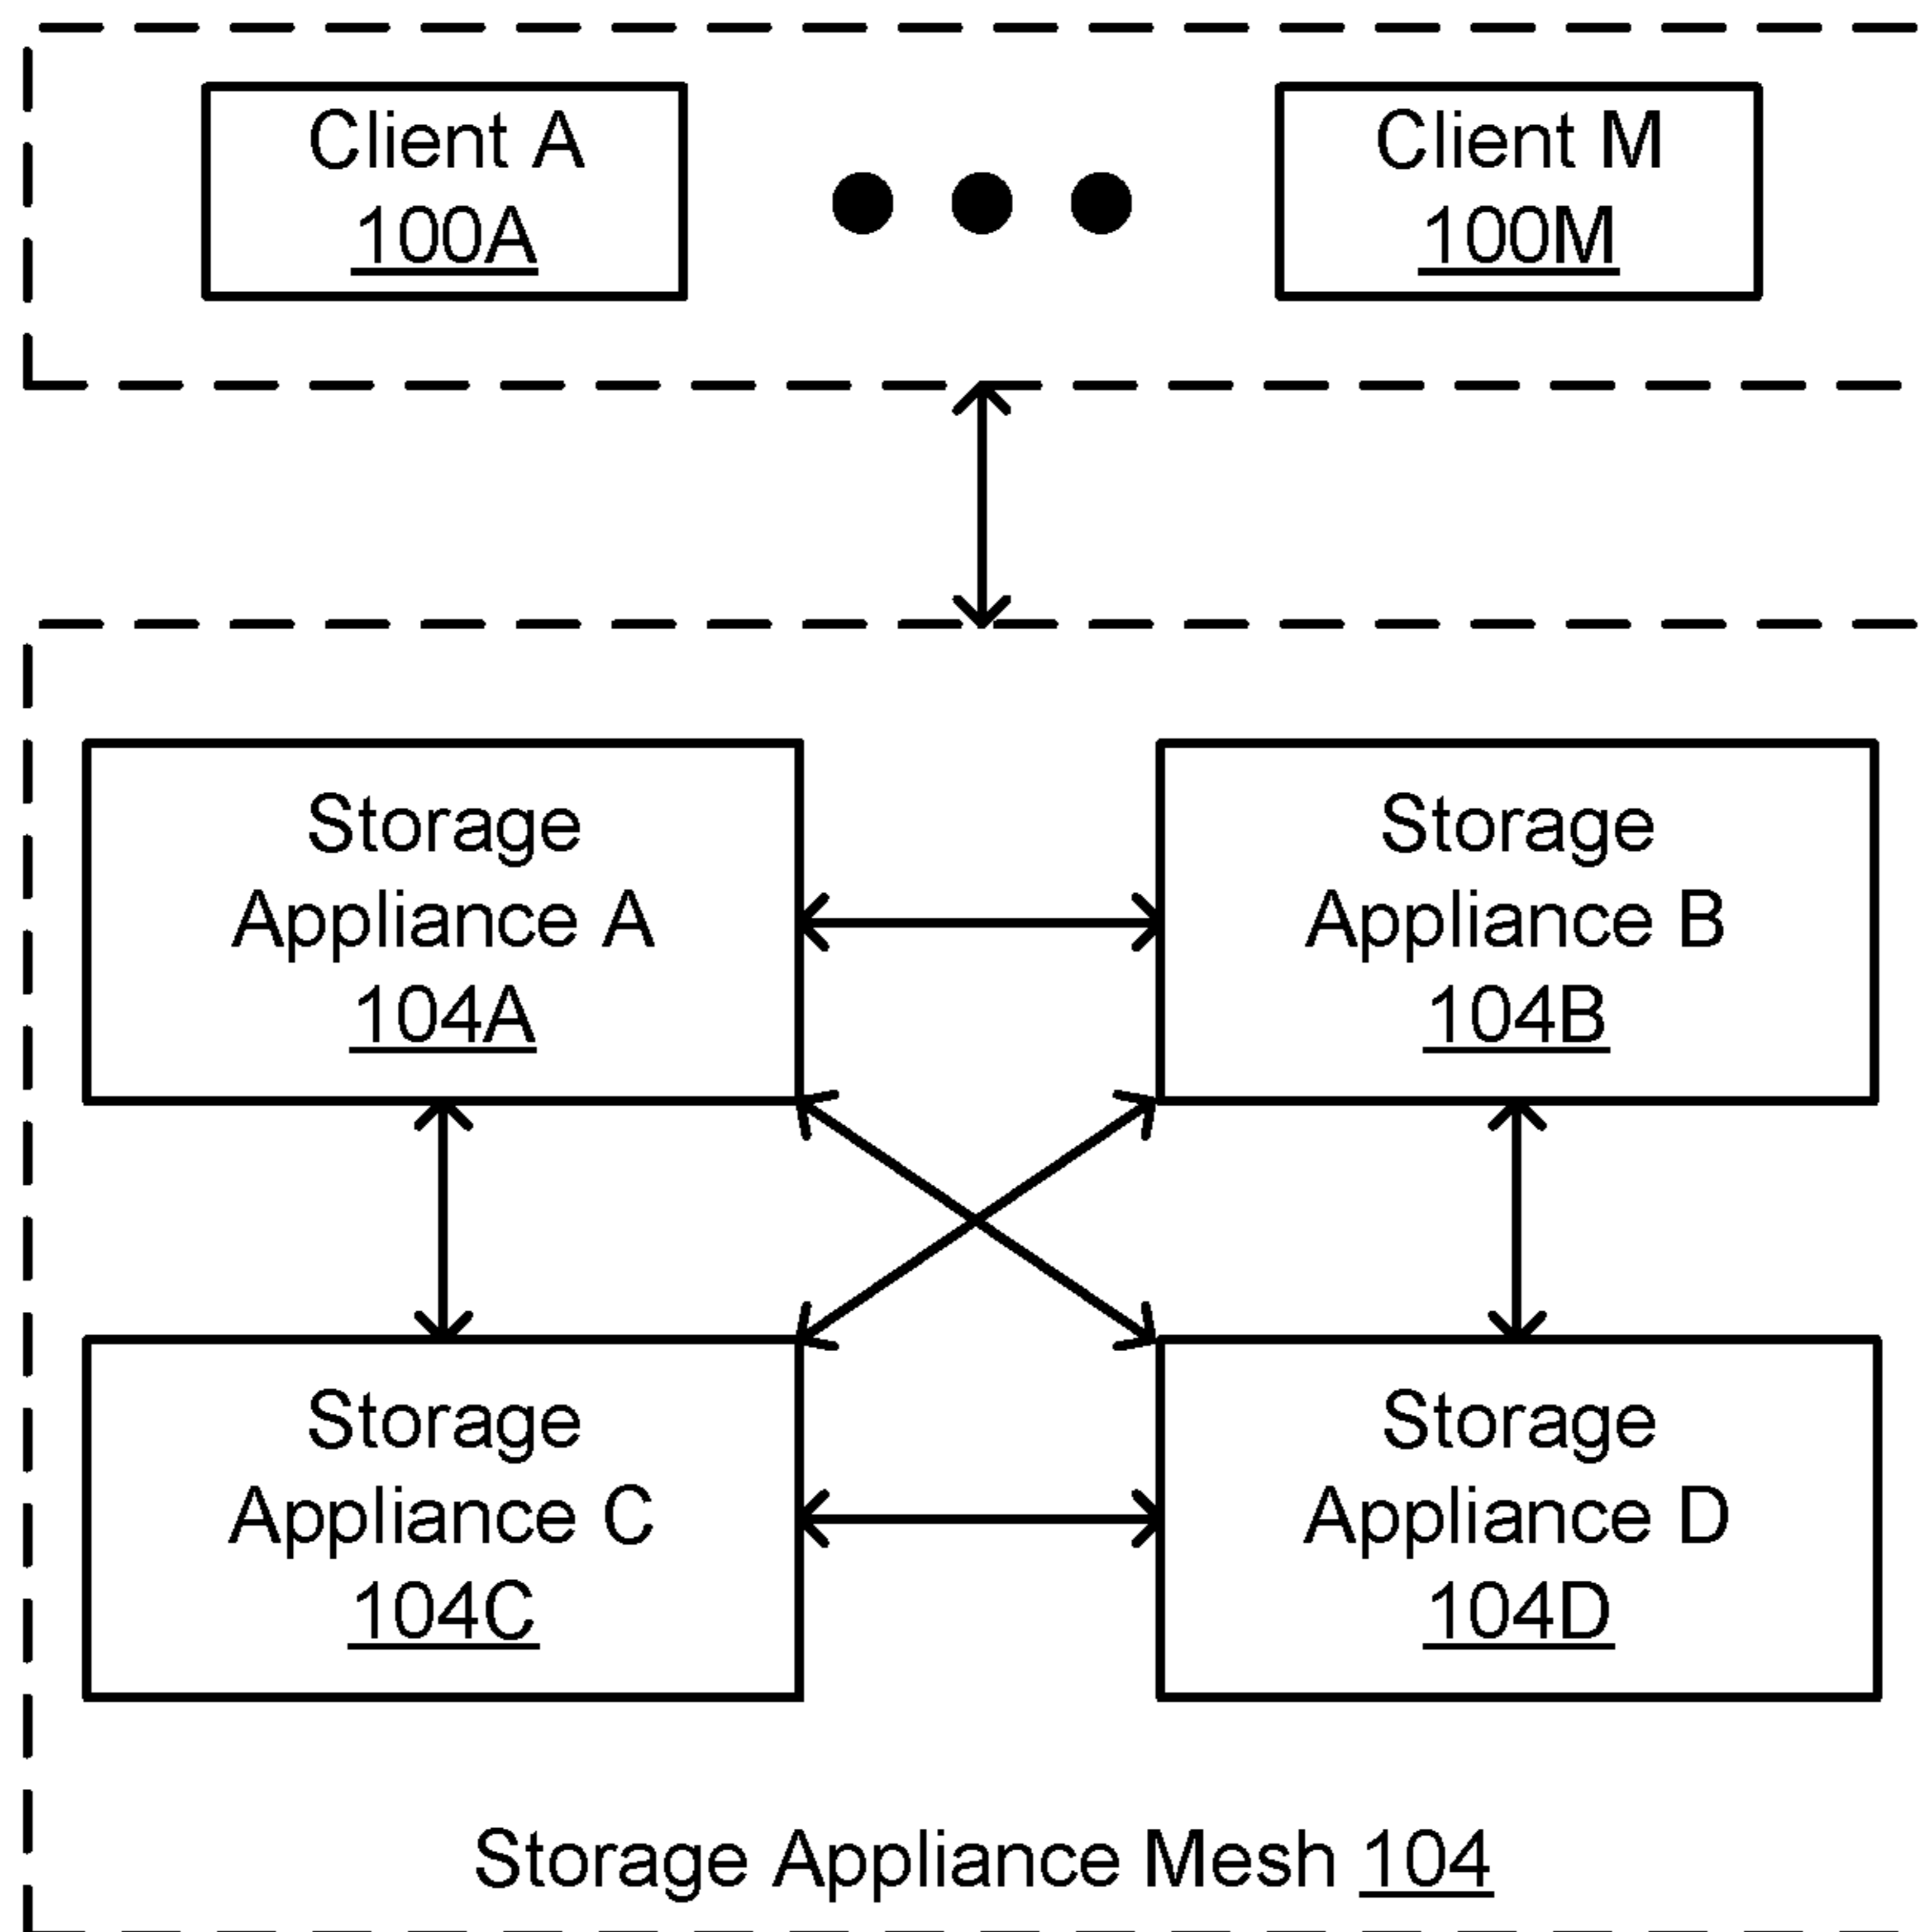 Client A
100A
Client M
100M
Storage
Appliance A
104A
Storage
Appliance B
104B
Storage
Appliance C
104C
Storage
Appliance D
104D
Storage Appliance Mesh 104